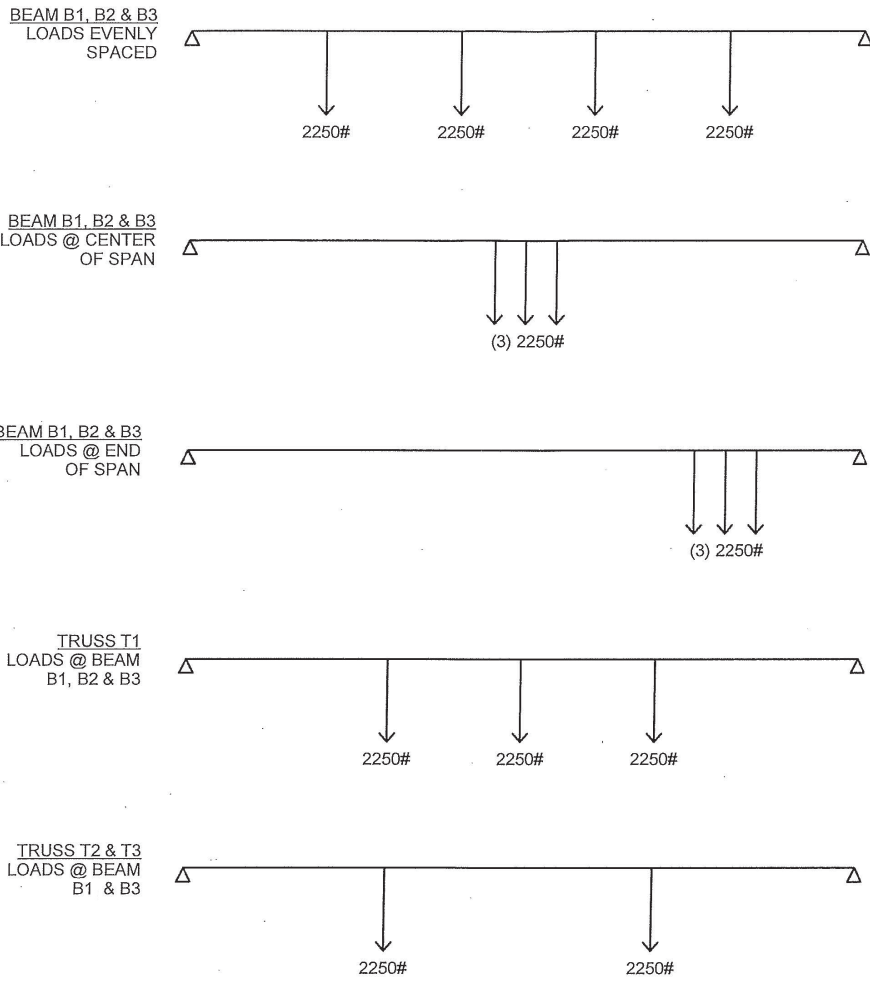 BEAM B1, B2 & B3
LOADS EVENLY
SPACED
2250# 2250# 2250# 2250#
BEAM B1, B2 & B3
LOADS @ CENTER
OF SPAN
(3) 2250#
BEAM B1, B2 & B3
LOADS @ END
OF SPAN
(3) 2250#
TRUSS T1
LOADS @ BEAM
B1, B2 & B3
2250# 2250# 2250#
TRUSS T2 & T3
LOADS @ BEAM
B1 & B3
2250# 2250#